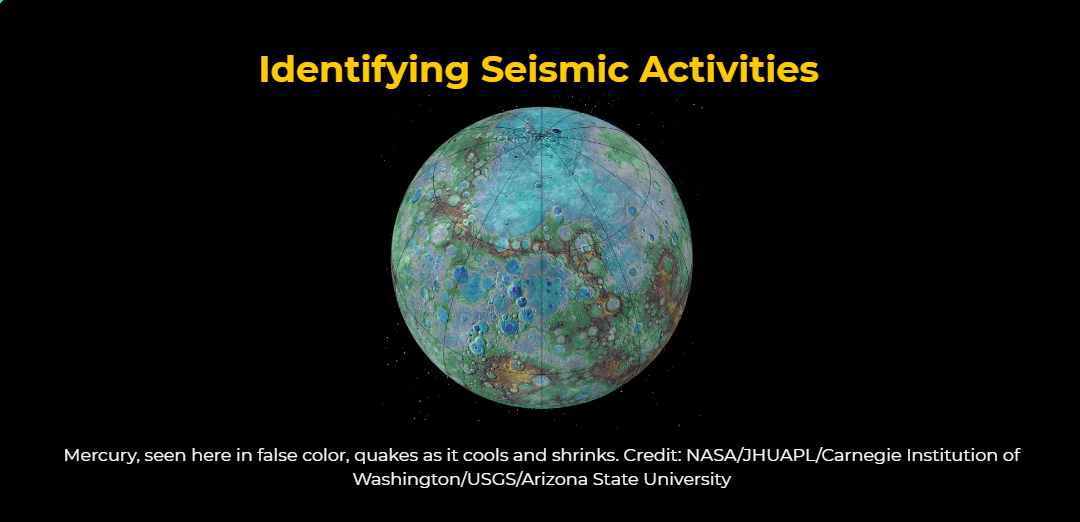 Identifying Seismic Activities
Mercury, seen here in false color, quakes as it cools and shrinks. Credit: NASA/JHUAPL/Carnegie Institution of
Washington/USGS/Arizona State University